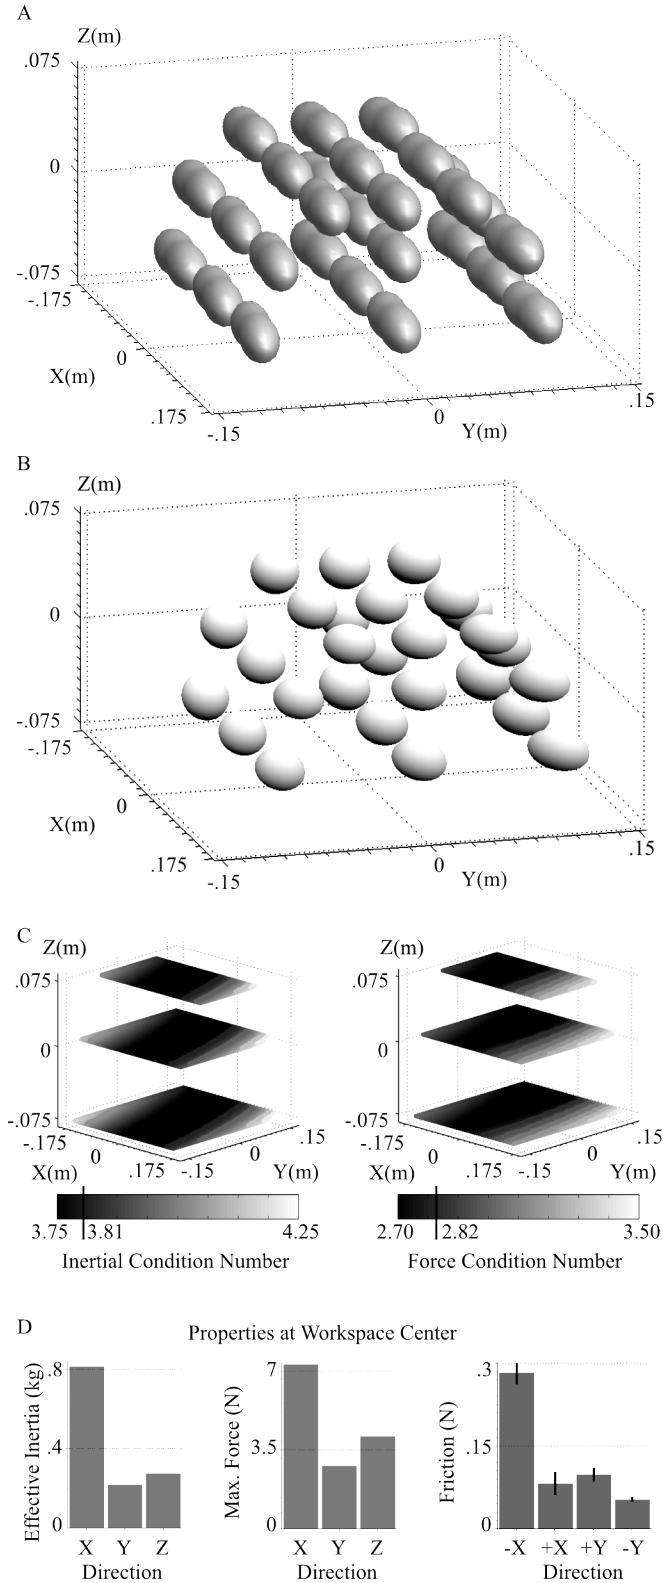 A
Z(m)
.075
0
-.075
-.175
0
X(m)
.175
-.15
0
Y(m)
.15
B
Z(m)
.075
0
-.075
-.175
0
X(m)
.175
-.15
0
Y(m)
.15
C
Z(m)
.075
0
-.075
-.175
0
X(m)
.175
-.15
0
Y(m)
.15
3.75
3.81
4.25
Inertial Condition Number
Z(m)
.075
0
-.075
-.175
0
X(m)
.175
-.15
0
Y(m)
.15
2.70
2.82
3.50
Force Condition Number
D
Properties at Workspace Center
Effective Inertia (kg)
.8
.4
0
X Y Z
Direction
Max. Force (N)
7
3.5
0
X Y Z
Direction
Friction (N)
.3
.15
0
-X +X +Y -Y
Direction